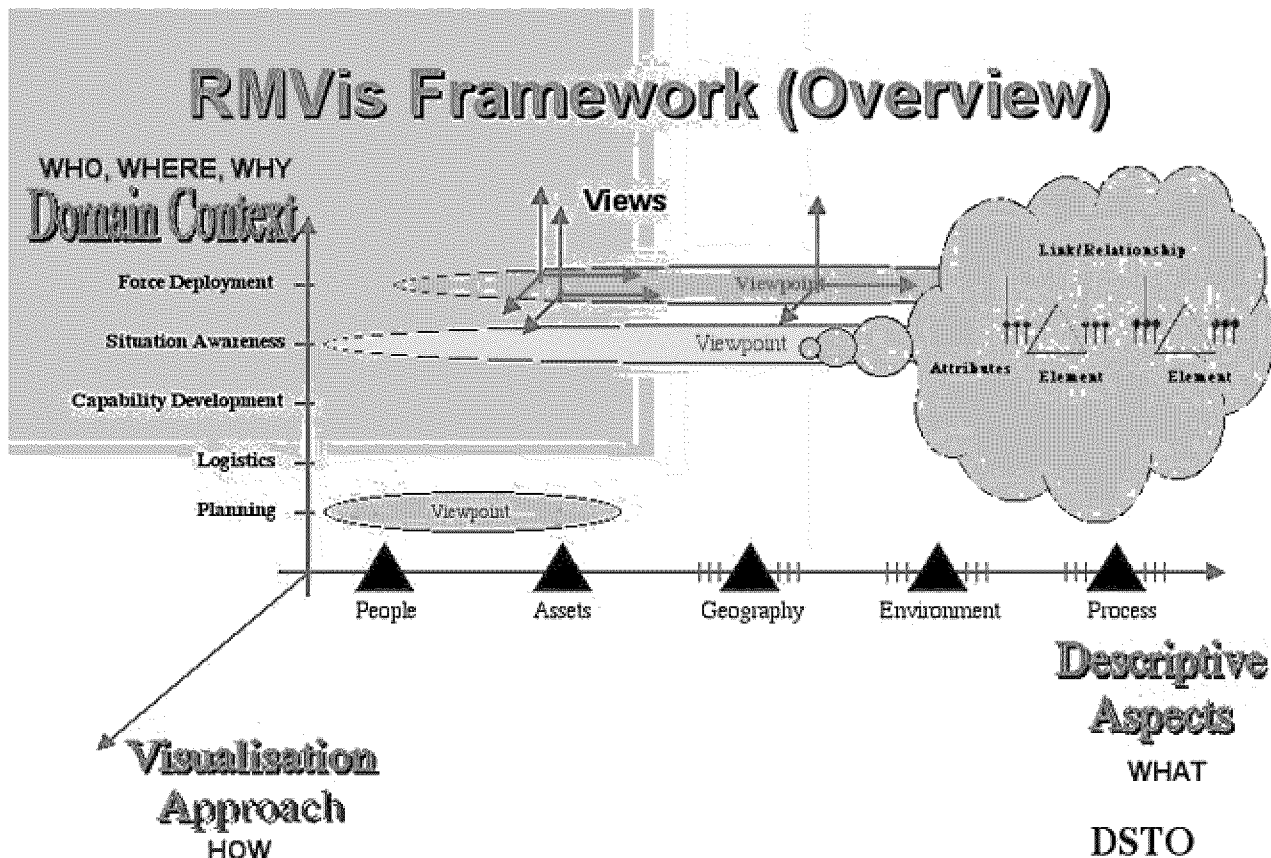 RMVis Framework (Overview)
WHO, WHERE, WHY
Domain Context
Views
Force Deployment
Viewpoint
Situation Awareness
Viewpoint
Capability Development
Logistics
Planning
Viewpoint
Link/Relationship
Attributes
Element
Element
People
Assets
Geography
Environment
Process
Descriptive
Aspects
WHAT
Visualisation
Approach
HOW
DSTO